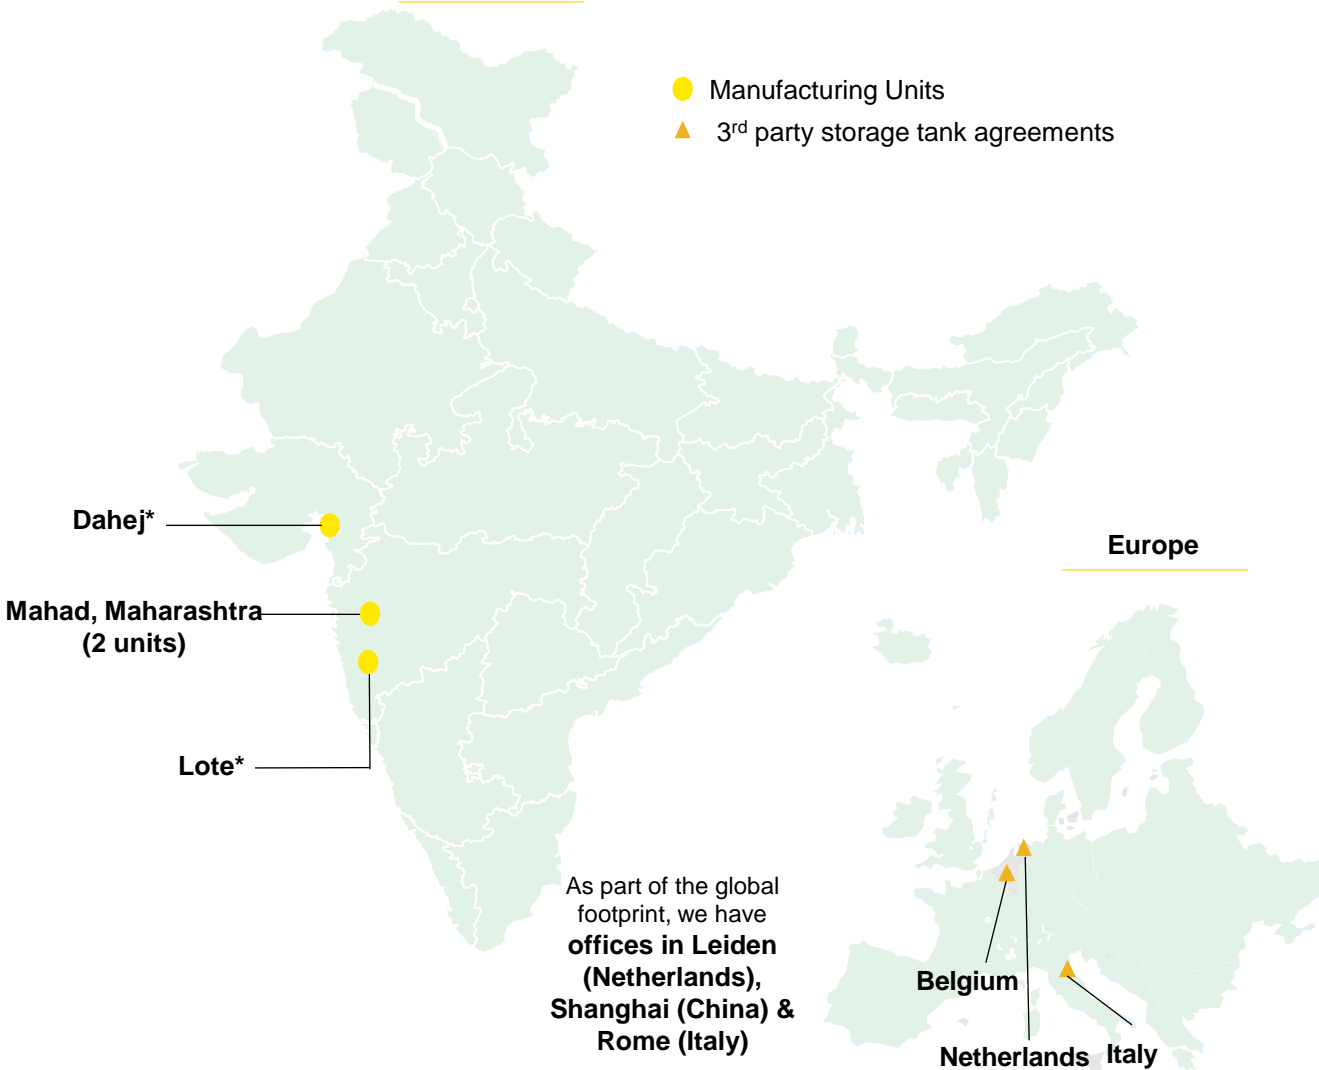 Manufacturing Units
3rd party storage tank agreements
Dahej*
Mahad, Maharashtra
(2 units)
Lote*
Europe
As part of the global
footprint, we have
offices in Leiden
(Netherlands),
Shanghai (China) &
Rome (Italy)
Belgium
Netherlands
Italy